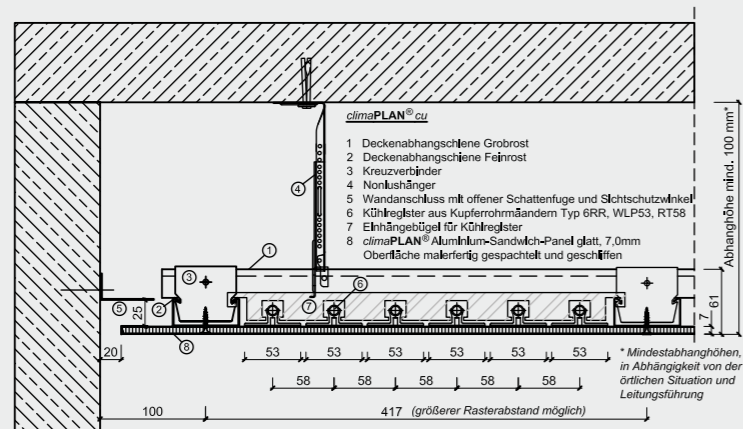 climaPLAN® cu
1 Deckenabhangschiene Grobrost
2 Deckenabhangschiene Feinrost
3 Kreuzverbinder
4 Noniushänger
5 Wandanschluss mit offener Schattenfuge und Sichtschutzwinkel
6 Kühlregister aus Kupferrohrmäandern Typ 6RR, WLP53, RT58
7 Einhängebügel für Kühlregister
8 climaPLAN® Aluminium-Sandwich-Panel glatt, 7,0mm
Oberfläche malerfertig gespachtelt und geschliffen
Abhanghöhe mind. 100 mm*
4
1
3
2
5
6
7
8
25
61
7
20
53 53 53 53 53 53
58 58 58 58 58
100
417 (größerer Rasterabstand möglich)
* Mindestabhanghöhen,
in Abhängigkeit von der
örtlichen Situation und
Leitungsführung